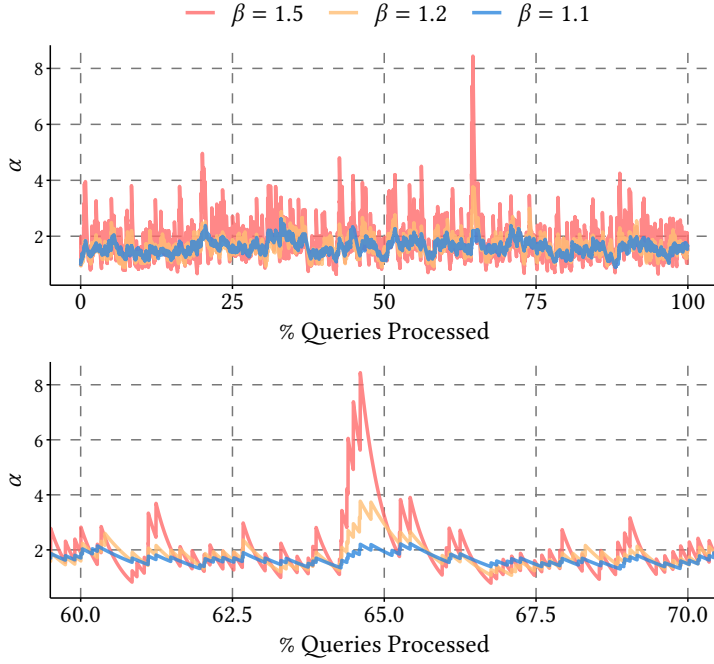 β = 1.5 β = 1.2 β = 1.1
8
6
4
2
α
0 25 50 75 100
% Queries Processed
8
6
4
2
α
60.0 62.5 65.0 67.5 70.0
% Queries Processed